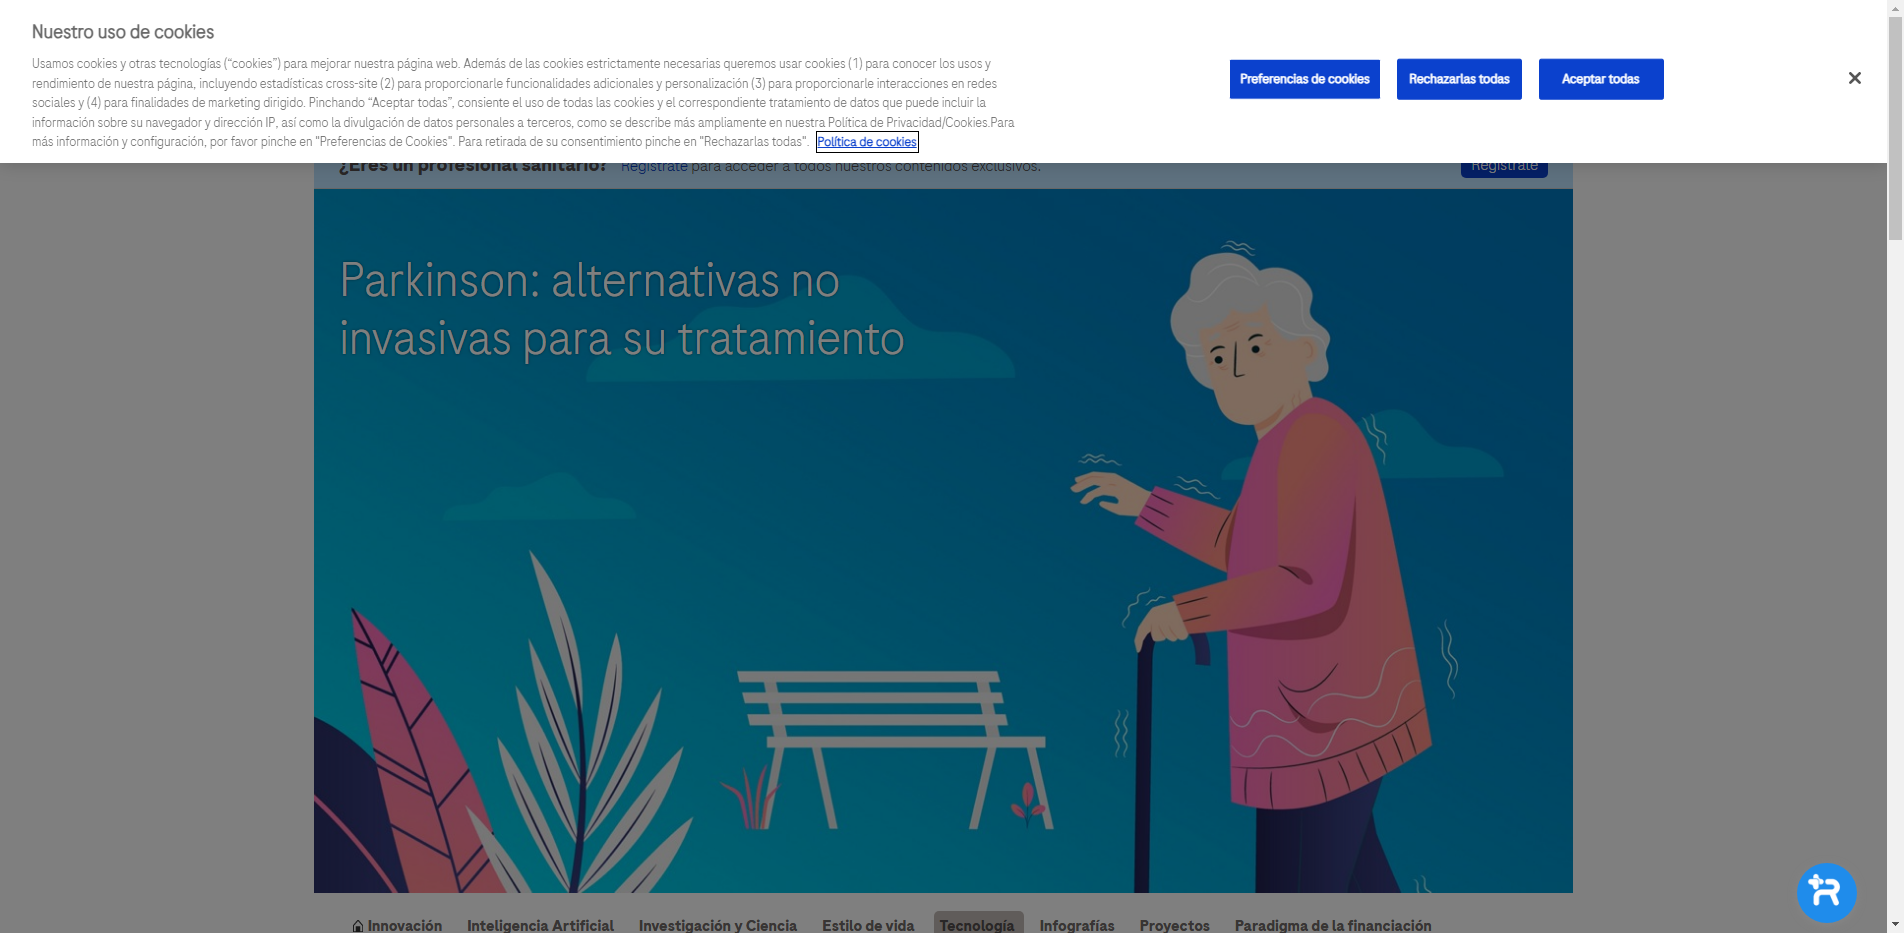 Nuestro uso de cookies
Usamos cookies y otras tecnologías (“cookies”) para mejorar nuestra página web. Además de las cookies estrictamente necesarias queremos usar cookies (1) para conocer los usos y
rendimiento de nuestra página, incluyendo estadísticas cross-site (2) para proporcionarle funcionalidades adicionales y personalización (3) para proporcionarle interacciones en redes
sociales y (4) para finalidades de marketing dirigido. Pinchando “Aceptar todas”, consiente el uso de todas las cookies y el correspondiente tratamiento de datos que puede incluir la
información sobre su navegador y dirección IP, así como la divulgación de datos personales a terceros, como se describe más ampliamente en nuestra Política de Privacidad/Cookies.Para
más información y configuración, por favor pinche en "Preferencias de Cookies". Para retirada de su consentimiento pinche en "Rechazarlas todas". Política de cookies
Preferencias de cookies
Rechazarlas todas
Aceptar todas
¿Eres un profesional sanitario? Regístrate para acceder a todos nuestros contenidos exclusivos.
Regístrate
Parkinson: alternativas no
invasivas para su tratamiento
Innovación Inteligencia Artificial Investigación y Ciencia Estilo de vida Tecnología Infografías Proyectos Paradigma de la financiación